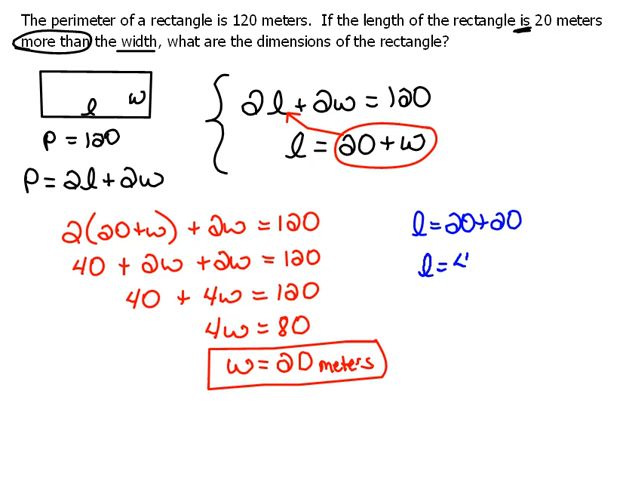 The perimeter of a rectangle is 120 meters. If the length of the rectangle is 20 meters
more than the width, what are the dimensions of the rectangle?
l w
P = 120
P = 2l + 2w
2l + 2w = 120
l = 20 + w
2(20+w) + 2w = 120
40 + 2w + 2w = 120
40 + 4w = 120
4w = 80
w = 20 meters
l = 20 + 20
l =